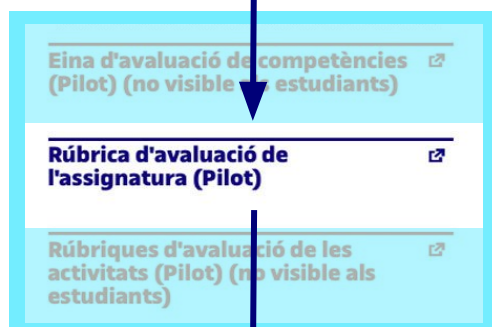 Eina d'avaluació de competències
(Pilot) (no visible als estudiants)
Rúbrica d'avaluació de
l'assignatura (Pilot)
Rúbriques d'avaluació de les
activitats (Pilot) (no visible als
estudiants)